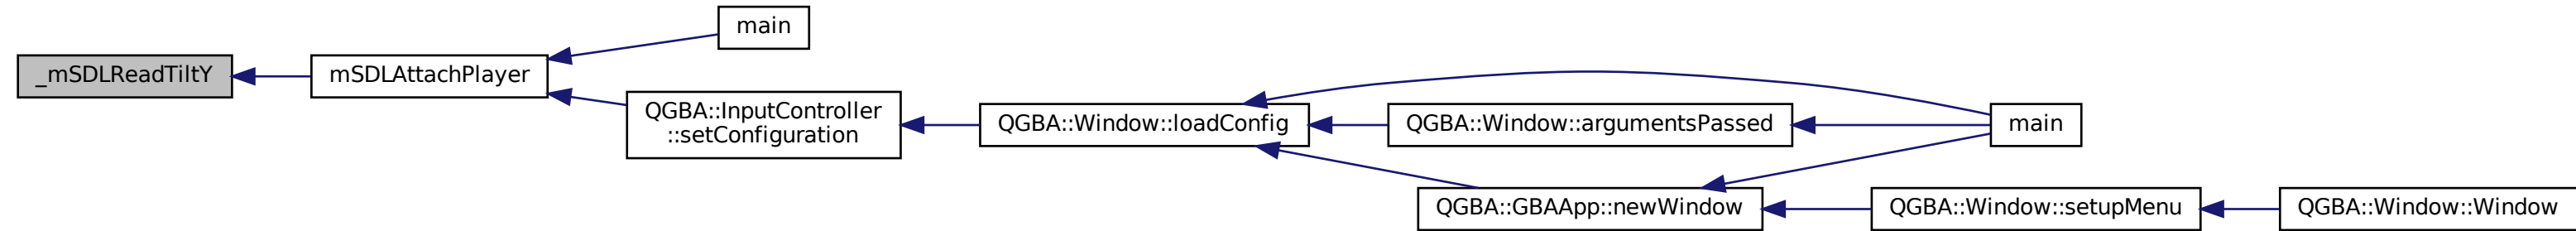 main
_mSDLReadTiltY
mSDLAttachPlayer
QGBA::InputController
::setConfiguration
QGBA::Window::loadConfig
QGBA::Window::argumentsPassed
main
QGBA::GBAApp::newWindow
QGBA::Window::setupMenu
QGBA::Window::Window